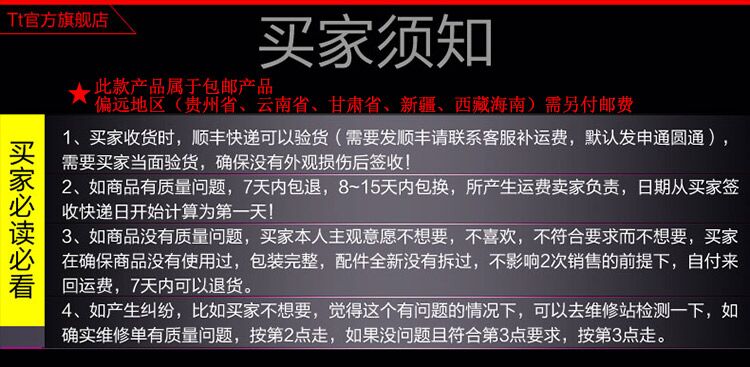 Tt官方旗舰店
买家须知
★此款产品属于包邮产品
偏远地区（贵州省、云南省、甘肃省、新疆、西藏海南）需另付邮费
买家必读必看
1、买家收货时，顺丰快递可以验货（需要发顺丰请联系客服补运费，默认发申通圆通），
需要买家当面验货，确保没有外观损伤后签收！
2、如商品有质量问题，7天内包退，8~15天内包换，所产生运费卖家负责，日期从买家签
收快递日开始计算为第一天！
3、如商品没有质量问题，买家本人主观意愿不想要，不喜欢，不符合要求而不想要，买家
在确保商品没有使用过，包装完整，配件全新没有拆过，不影响2次销售的前提下，自付来
回运费，7天内可以退货。
4、如产生纠纷，比如买家不想要，觉得这个有问题的情况下，可以去维修站检测一下，如
确实维修单有质量问题，按第2点走，如果没问题且符合第3点要求，按第3点走。